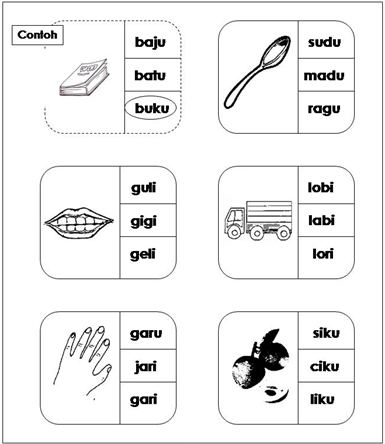 Contoh
baju
batu
buku
sudu
madu
ragu
guli
gigi
geli
lobi
labi
lori
garu
jari
gari
siku
ciku
liku